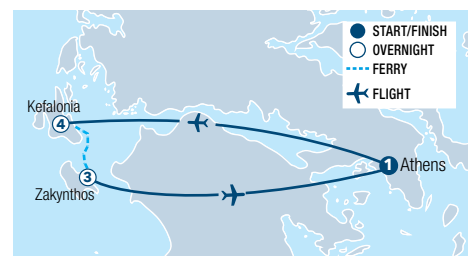 START/FINISH
OVERNIGHT
FERRY
FLIGHT
Kefalonia
4
1 Athens
3
Zakynthos